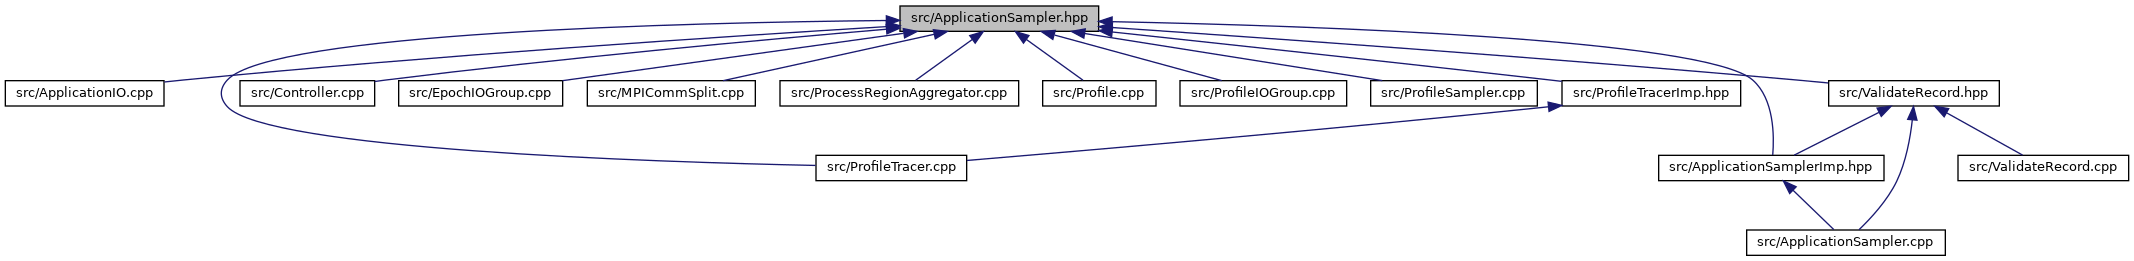 src/ApplicationSampler.hpp
src/ApplicationIO.cpp
src/Controller.cpp
src/EpochIOGroup.cpp
src/MPICommSplit.cpp
src/ProcessRegionAggregator.cpp
src/Profile.cpp
src/ProfileIOGroup.cpp
src/ProfileSampler.cpp
src/ProfileTracerImp.hpp
src/ValidateRecord.hpp
src/ProfileTracer.cpp
src/ApplicationSamplerImp.hpp
src/ValidateRecord.cpp
src/ApplicationSampler.cpp